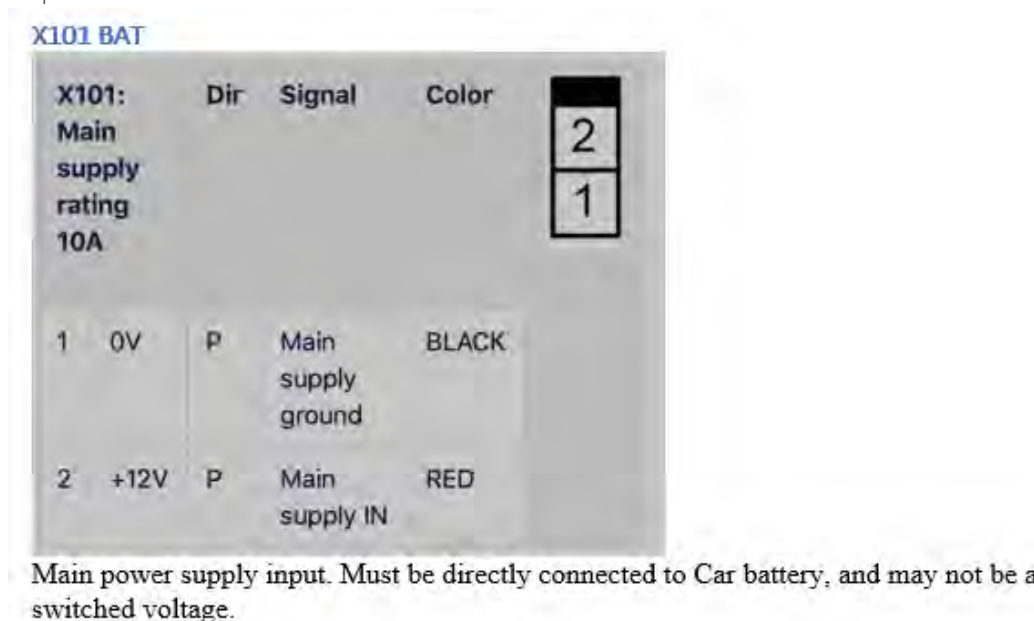 X101 BAT
X101: Dir Signal Color
Main
supply
rating
10A
2
1
1 0V P Main BLACK
supply
ground
2 +12V P Main RED
supply IN
Main power supply input. Must be directly connected to Car battery, and may not be a
switched voltage.